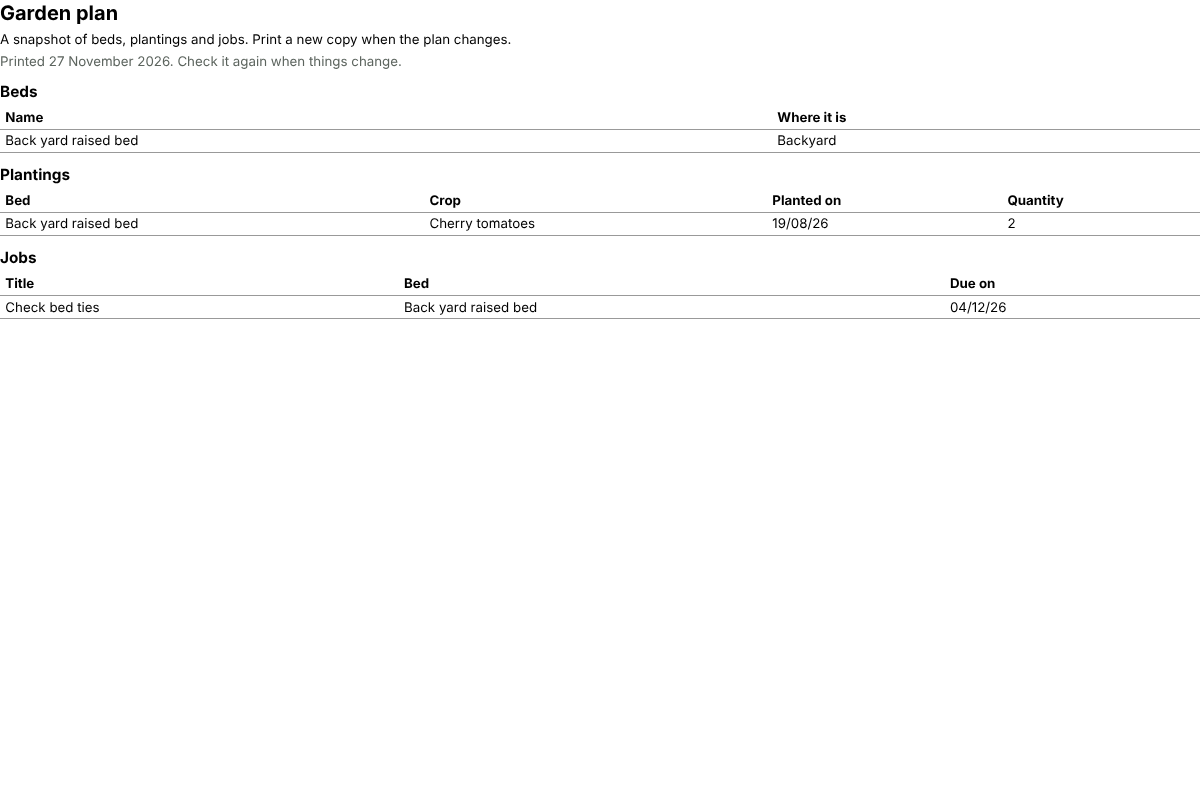 Garden plan
A snapshot of beds, plantings and jobs. Print a new copy when the plan changes.
Printed 27 November 2026. Check it again when things change.
Beds
Name Where it is
Back yard raised bed Backyard
Plantings
Bed Crop Planted on Quantity
Back yard raised bed Cherry tomatoes 19/08/26 2
Jobs
Title Bed Due on
Check bed ties Back yard raised bed 04/12/26